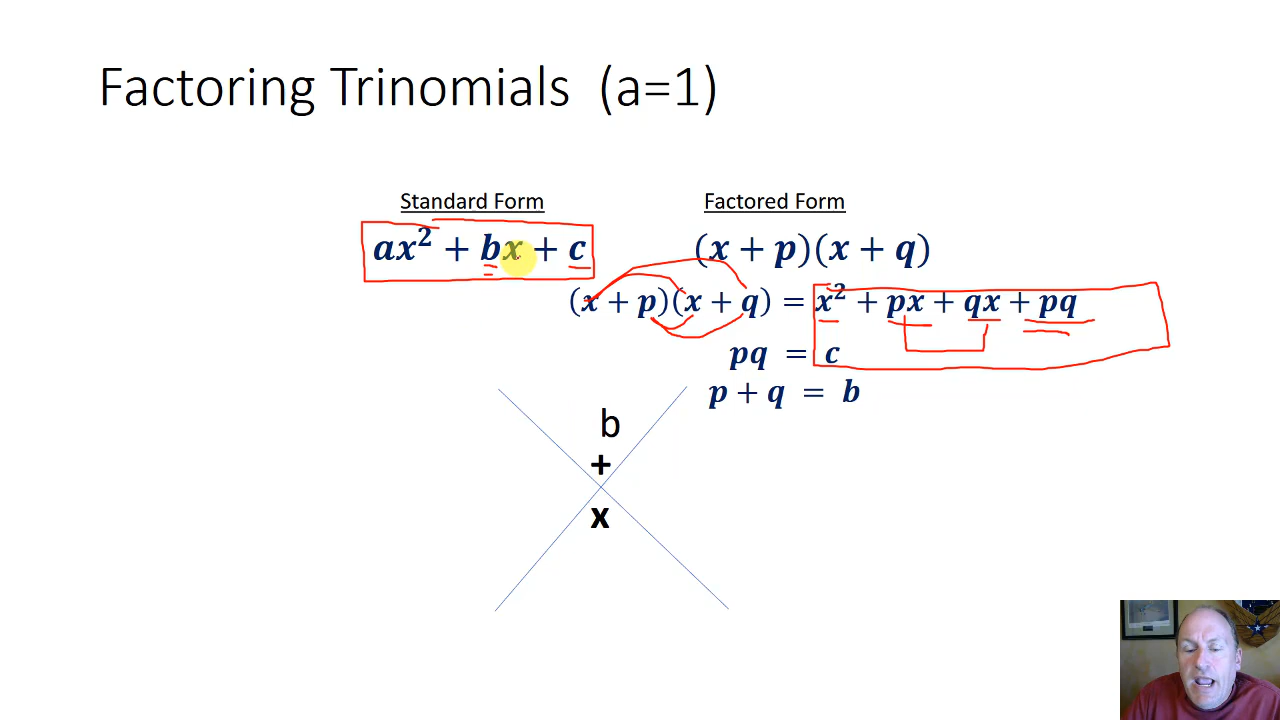 Factoring Trinomials (a=1)
Standard Form Factored Form
ax² + bx + c (x + p)(x + q)
(x + p)(x + q) = x² + px + qx + pq
pq = c
p + q = b
b
+
x